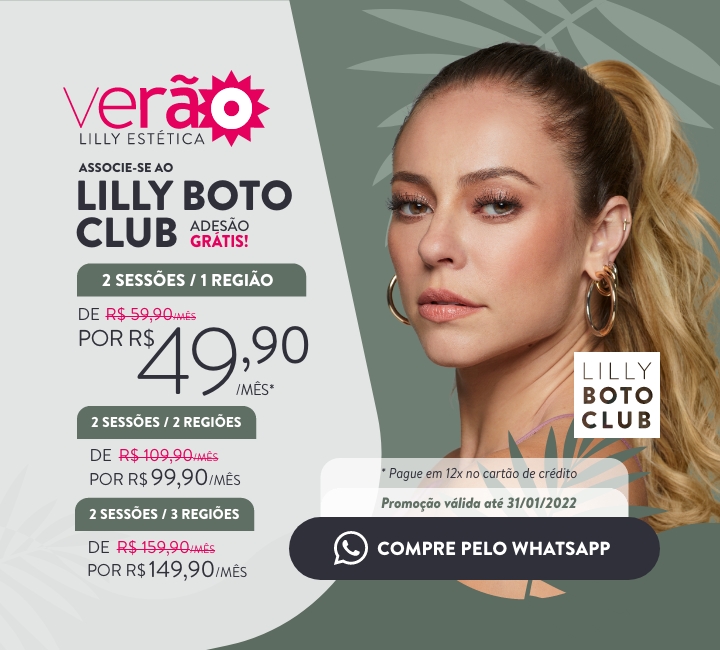 verão
LILLY ESTÉTICA
ASSOCIE-SE AO
LILLY BOTO
CLUB ADESÃO
GRÁTIS!
2 SESSÕES / 1 REGIÃO
DE R$ 59,90/MÊS
POR R$ 49,90
/MÊS*
2 SESSÕES / 2 REGIÕES
DE R$ 109,90/MÊS
POR R$ 99,90/MÊS
2 SESSÕES / 3 REGIÕES
DE R$ 159,90/MÊS
POR R$ 149,90/MÊS
LILLY
BOTO
CLUB
* Pague em 12x no cartão de crédito
Promoção válida até 31/01/2022
COMPRE PELO WHATSAPP